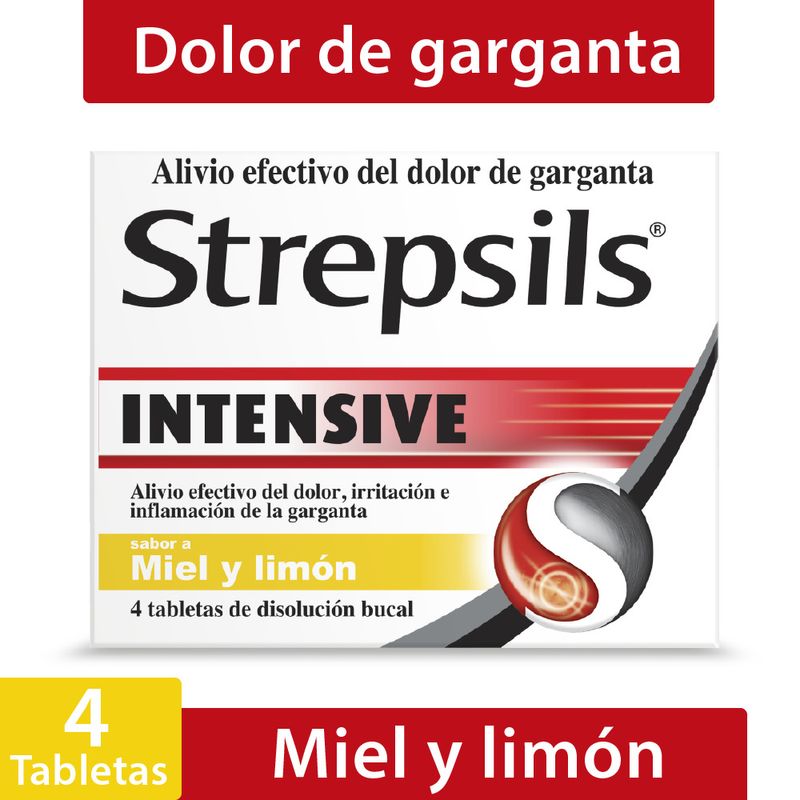 Dolor de garganta
Alivio efectivo del dolor de garganta
Strepsils®
INTENSIVE
Alivio efectivo del dolor, irritación e
inflamación de la garganta
sabor a
Miel y limón
4 tabletas de disolución bucal
4
Tabletas
Miel y limón